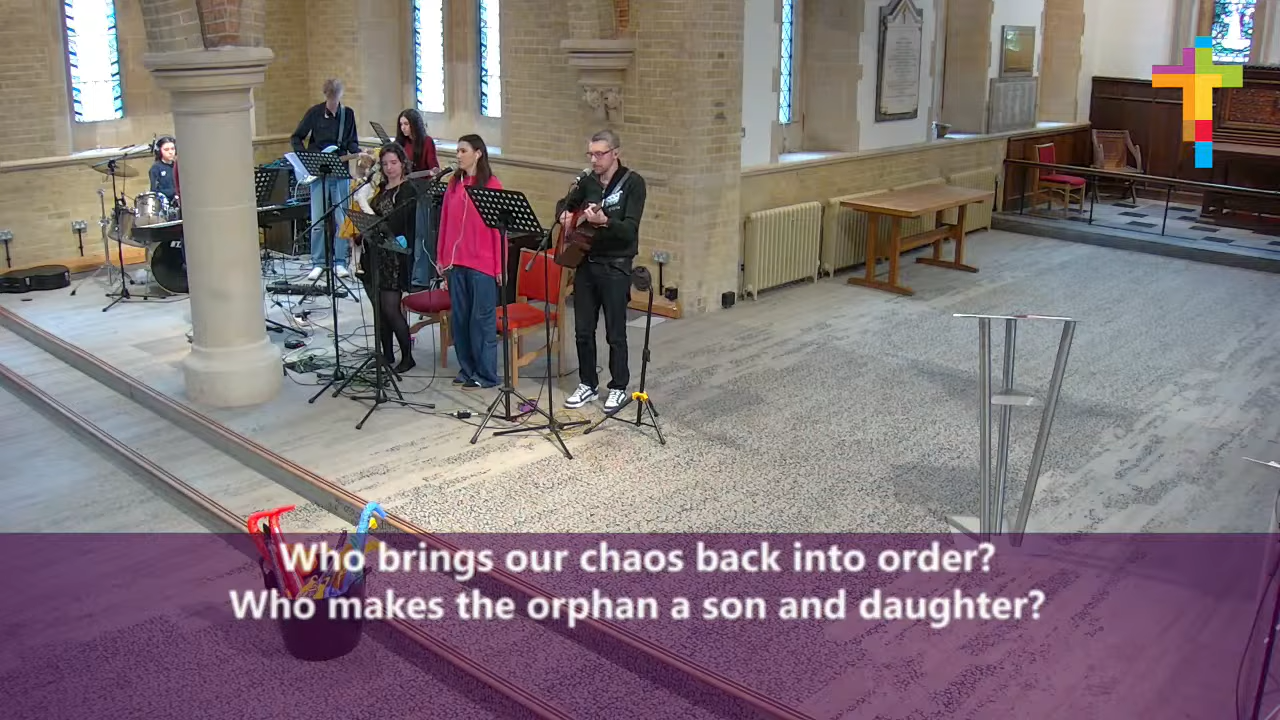 Who brings our chaos back into order?
Who makes the orphan a son and daughter?